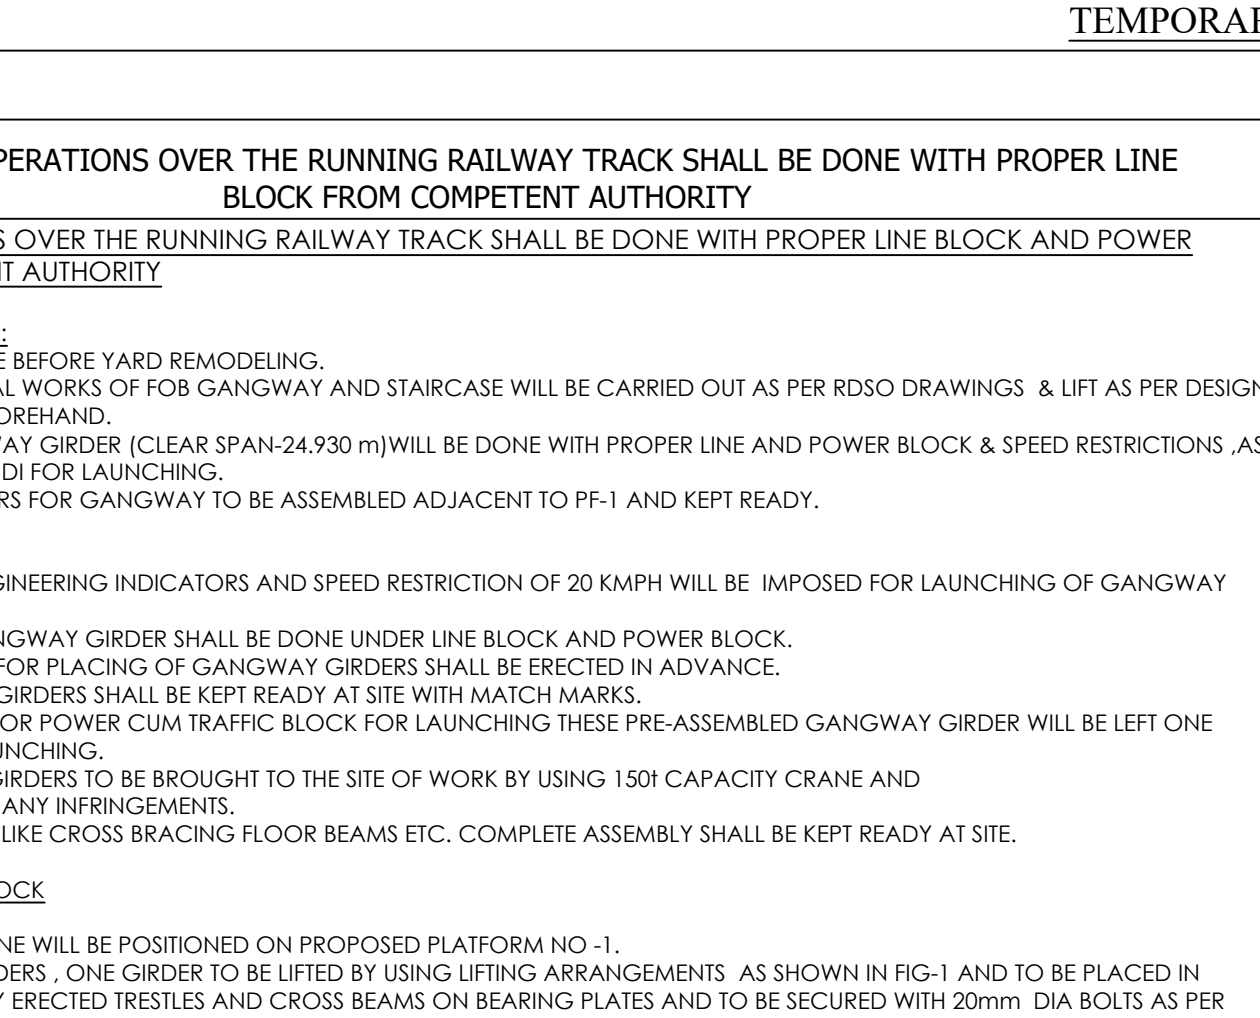 TEMPORAR
PERATIONS OVER THE RUNNING RAILWAY TRACK SHALL BE DONE WITH PROPER LINE
BLOCK FROM COMPETENT AUTHORITY
S OVER THE RUNNING RAILWAY TRACK SHALL BE DONE WITH PROPER LINE BLOCK AND POWER
NT AUTHORITY
:
E BEFORE YARD REMODELING.
AL WORKS OF FOB GANGWAY AND STAIRCASE WILL BE CARRIED OUT AS PER RDSO DRAWINGS & LIFT AS PER DESIGN
OREHAND.
WAY GIRDER (CLEAR SPAN-24.930 m)WILL BE DONE WITH PROPER LINE AND POWER BLOCK & SPEED RESTRICTIONS ,AS
DI FOR LAUNCHING.
RS FOR GANGWAY TO BE ASSEMBLED ADJACENT TO PF-1 AND KEPT READY.
GINEERING INDICATORS AND SPEED RESTRICTION OF 20 KMPH WILL BE IMPOSED FOR LAUNCHING OF GANGWAY
NGWAY GIRDER SHALL BE DONE UNDER LINE BLOCK AND POWER BLOCK.
FOR PLACING OF GANGWAY GIRDERS SHALL BE ERECTED IN ADVANCE.
GIRDERS SHALL BE KEPT READY AT SITE WITH MATCH MARKS.
OR POWER CUM TRAFFIC BLOCK FOR LAUNCHING THESE PRE-ASSEMBLED GANGWAY GIRDER WILL BE LEFT ONE
UNCHING.
GIRDERS TO BE BROUGHT TO THE SITE OF WORK BY USING 150t CAPACITY CRANE AND
ANY INFRINGEMENTS.
LIKE CROSS BRACING FLOOR BEAMS ETC. COMPLETE ASSEMBLY SHALL BE KEPT READY AT SITE.
OCK
NE WILL BE POSITIONED ON PROPOSED PLATFORM NO -1.
DERS , ONE GIRDER TO BE LIFTED BY USING LIFTING ARRANGEMENTS AS SHOWN IN FIG-1 AND TO BE PLACED IN
Y ERECTED TRESTLES AND CROSS BEAMS ON BEARING PLATES AND TO BE SECURED WITH 20mm DIA BOLTS AS PER